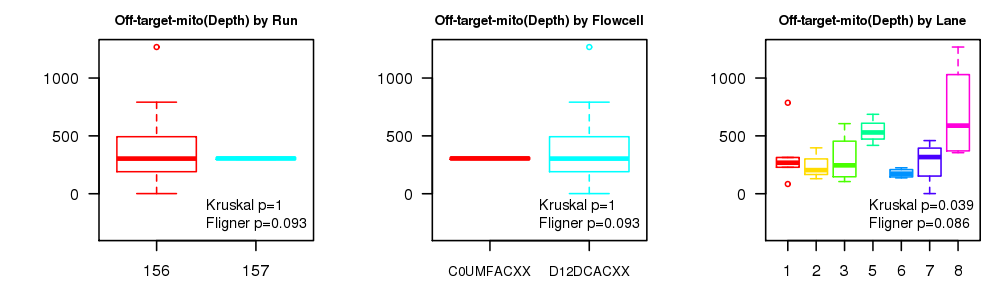 Off-target-mito(Depth) by Run
1000
500
0
Kruskal p=1
Fligner p=0.093
156 157
Off-target-mito(Depth) by Flowcell
1000
500
0
Kruskal p=1
Fligner p=0.093
C0UMFACXX D12DCACXX
Off-target-mito(Depth) by Lane
1000
500
0
Kruskal p=0.039
Fligner p=0.086
1 2 3 5 6 7 8